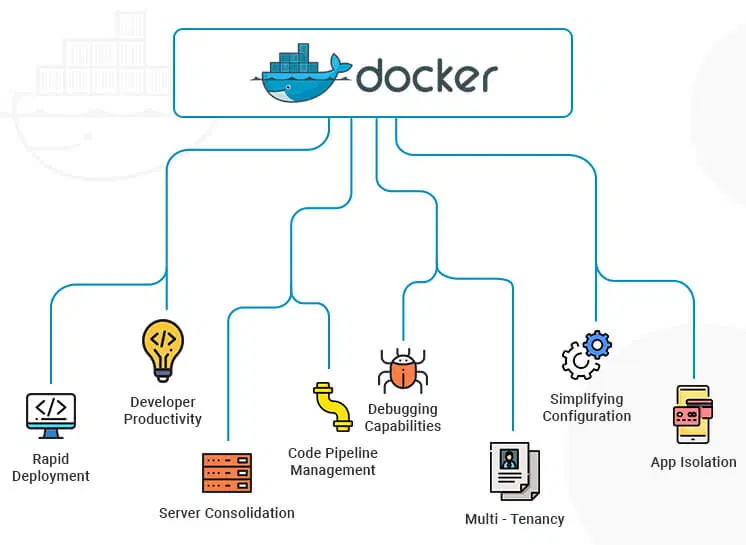 docker
</>
Developer
Productivity
</>
Rapid
Deployment
Server Consolidation
Code Pipeline
Management
Debugging
Capabilities
Multi - Tenancy
Simplifying
Configuration
App Isolation